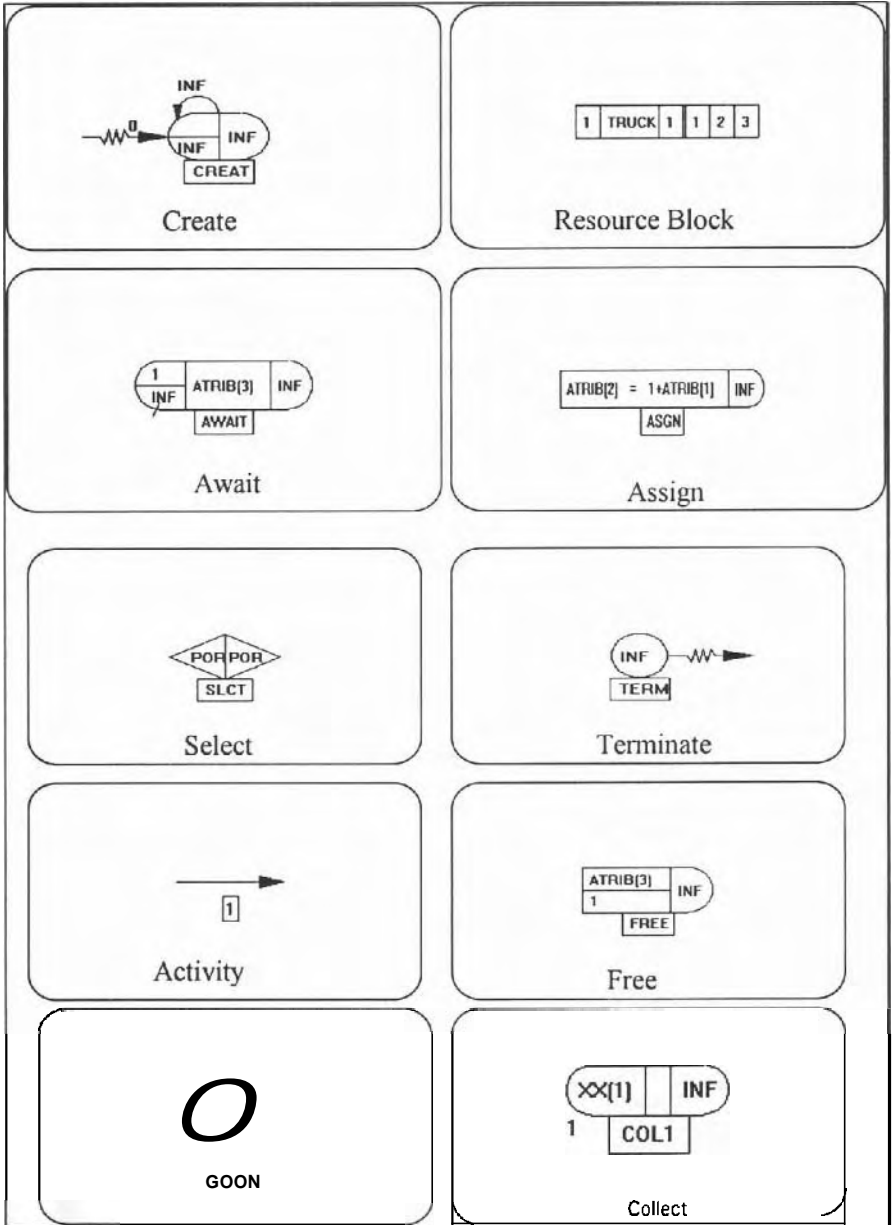 INF
0
INF INF
CREAT
Create
1 TRUCK 1 1 2 3
Resource Block
1
INF ATRIB(3) INF
AWAIT
Await
ATRIB(2) = 1+ATRIB(1) INF
ASGN
Assign
POR POR
SLCT
Select
INF
TERM
Terminate
1
Activity
ATRIB(3)
1 INF
FREE
Free
O
GOON
XX(1) INF
1 COL1
Collect